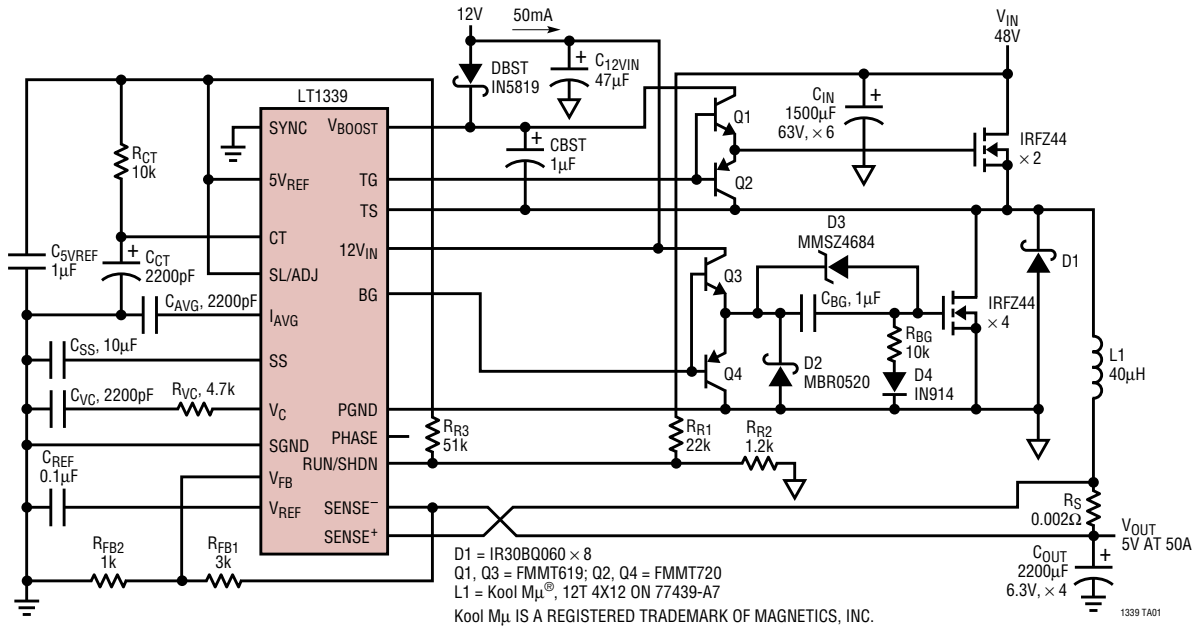 12V
50mA
V_IN
48V
DBST
IN5819
+
C_12VIN
47µF
LT1339
SYNC
V_BOOST
Q1
C_IN
1500µF
63V, × 6
+
IRFZ44
× 2
R_CT
10k
+
CBST
1µF
5V_REF
TG
Q2
TS
CT
12V_IN
D3
MMSZ4684
D1
C_5VREF
1µF
+
C_CT
2200pF
SL/ADJ
Q3
BG
C_BG, 1µF
IRFZ44
× 4
C_AVG, 2200pF
I_AVG
R_BG
10k
C_SS, 10µF
SS
Q4
D2
MBR0520
D4
IN914
L1
40µH
C_VC, 2200pF
R_VC, 4.7k
V_C
PGND
PHASE
R_R3
51k
R_R1
22k
R_R2
1.2k
SGND
RUN/SHDN
C_REF
0.1µF
V_FB
V_REF
SENSE⁻
R_S
0.002Ω
SENSE⁺
V_OUT
5V AT 50A
R_FB2
1k
R_FB1
3k
D1 = IR30BQ060 × 8
Q1, Q3 = FMMT619; Q2, Q4 = FMMT720
L1 = Kool Mµ®, 12T 4X12 ON 77439-A7
Kool Mµ IS A REGISTERED TRADEMARK OF MAGNETICS, INC.
C_OUT
2200µF
6.3V, × 4
+
1339 TA01